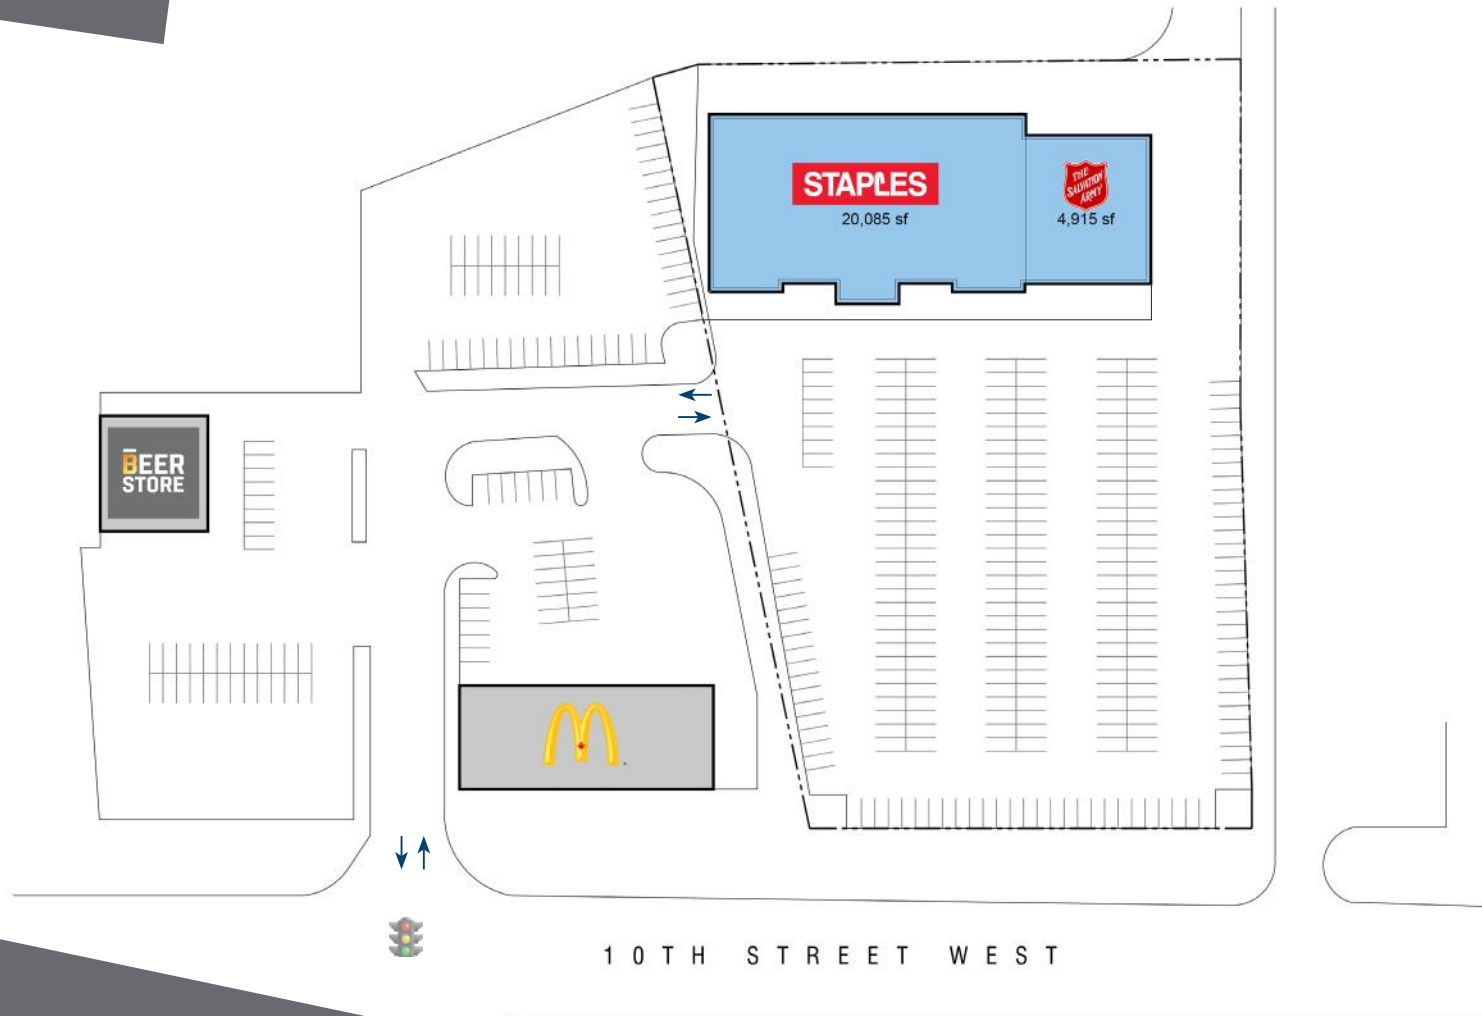 STAPLES
20,085 sf
THE
SALVATION
ARMY
4,915 sf
BEER
STORE
10TH STREET WEST